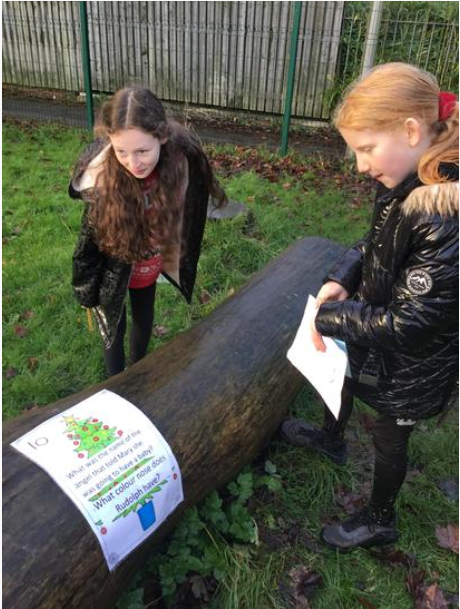 10
What was the name of the
angel that told Mary she
was going to have a baby?
What colour nose does
Rudolph have?